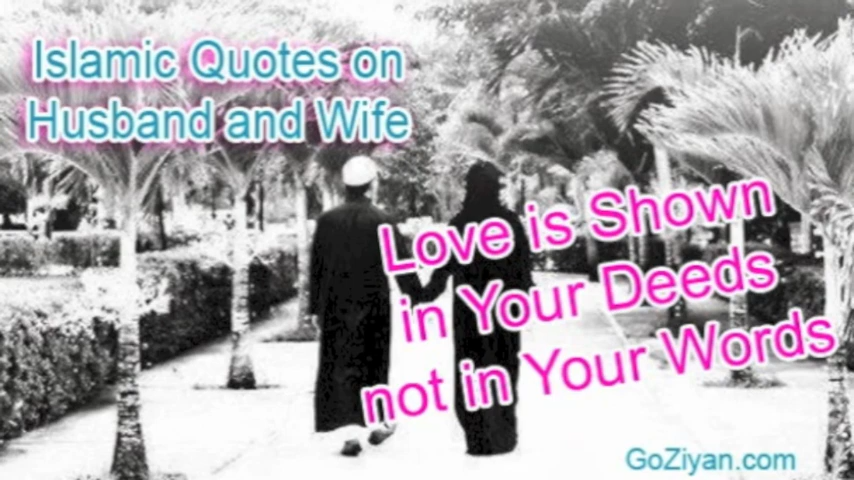 Islamic Quotes on
Husband and Wife
Love is Shown
in Your Deeds
not in Your Words
GoZiyan.com